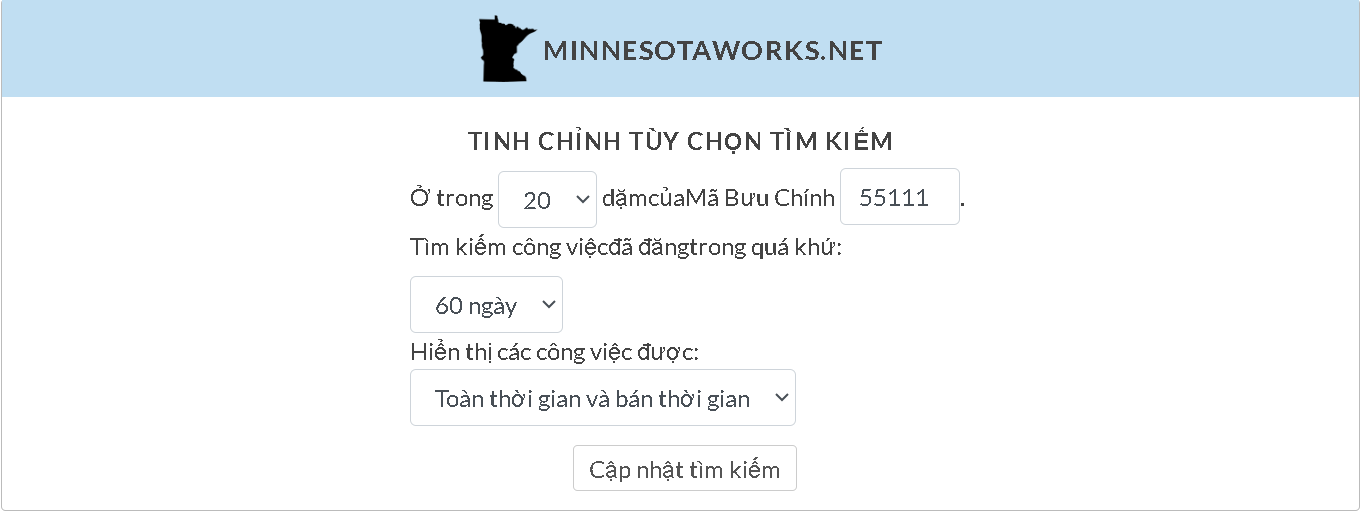 MINNESOTAWORKS.NET
TINH CHỈNH TÙY CHỌN TÌM KIẾM
Ở trong 20 dặmcủaMã Bưu Chính 55111.
Tìm kiếm công việcđã đăngtrong quá khứ:
60 ngày
Hiển thị các công việc được:
Toàn thời gian và bán thời gian
Cập nhật tìm kiếm